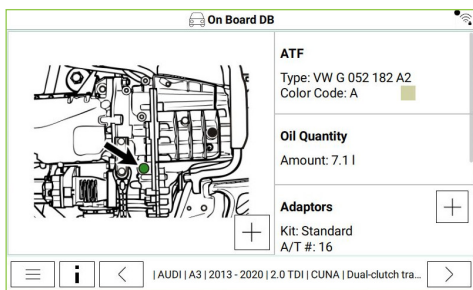 On Board DB
ATF
Type: VW G 052 182 A2
Color Code: A
Oil Quantity
Amount: 7.1 l
Adaptors
Kit: Standard
A/T #: 16
| AUDI | A3 | 2013 - 2020 | 2.0 TDI | CUNA | Dual-clutch tra...